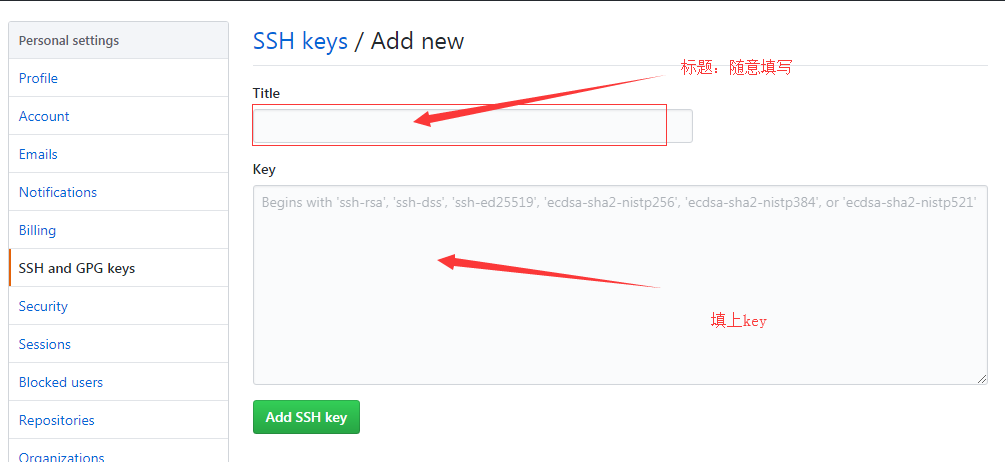 Personal settings
Profile
Account
Emails
Notifications
Billing
SSH and GPG keys
Security
Sessions
Blocked users
Repositories
Organizations
SSH keys / Add new
标题：随意填写
Title
Key
Begins with 'ssh-rsa', 'ssh-dss', 'ssh-ed25519', 'ecdsa-sha2-nistp256', 'ecdsa-sha2-nistp384', or 'ecdsa-sha2-nistp521'
填上key
Add SSH key